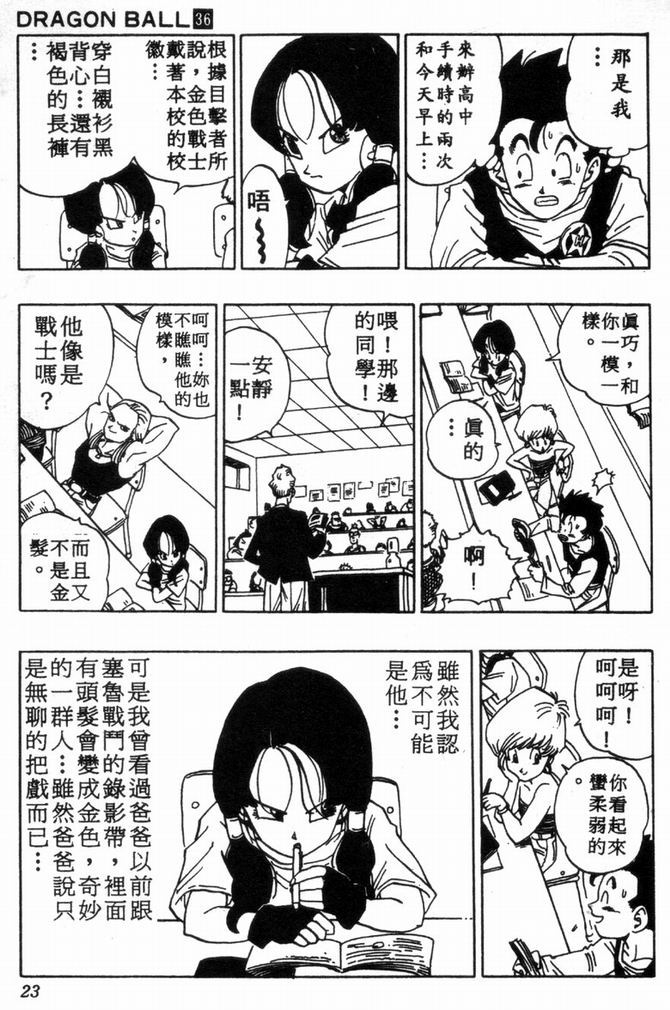 DRAGON BALL 36
那是我
…
來辦高中
手續時的兩次
和今天早上…
唔~
根據目擊者所
說，金色戰士
戴著本校的校
徽…
穿白襯衫黑
背心…還有
褐色的長褲
…
眞巧，和
你一模一
樣。
眞的
…
啊！
喂！那邊
的同學！
安靜
一點！
呵呵…妳也
不瞧瞧他的
模樣，
他像是
戰士嗎？
而且又
不是金
髮。
是呀！
呵呵呵！
你看起來
蠻柔弱的
雖然我認
爲不可能
是他…
可是我曾看過爸爸以前跟
塞魯戰鬥的錄影帶，裡面
有頭髮會變成金色，奇妙
的一群人…雖然爸爸說只
是無聊的把戲而已…
23